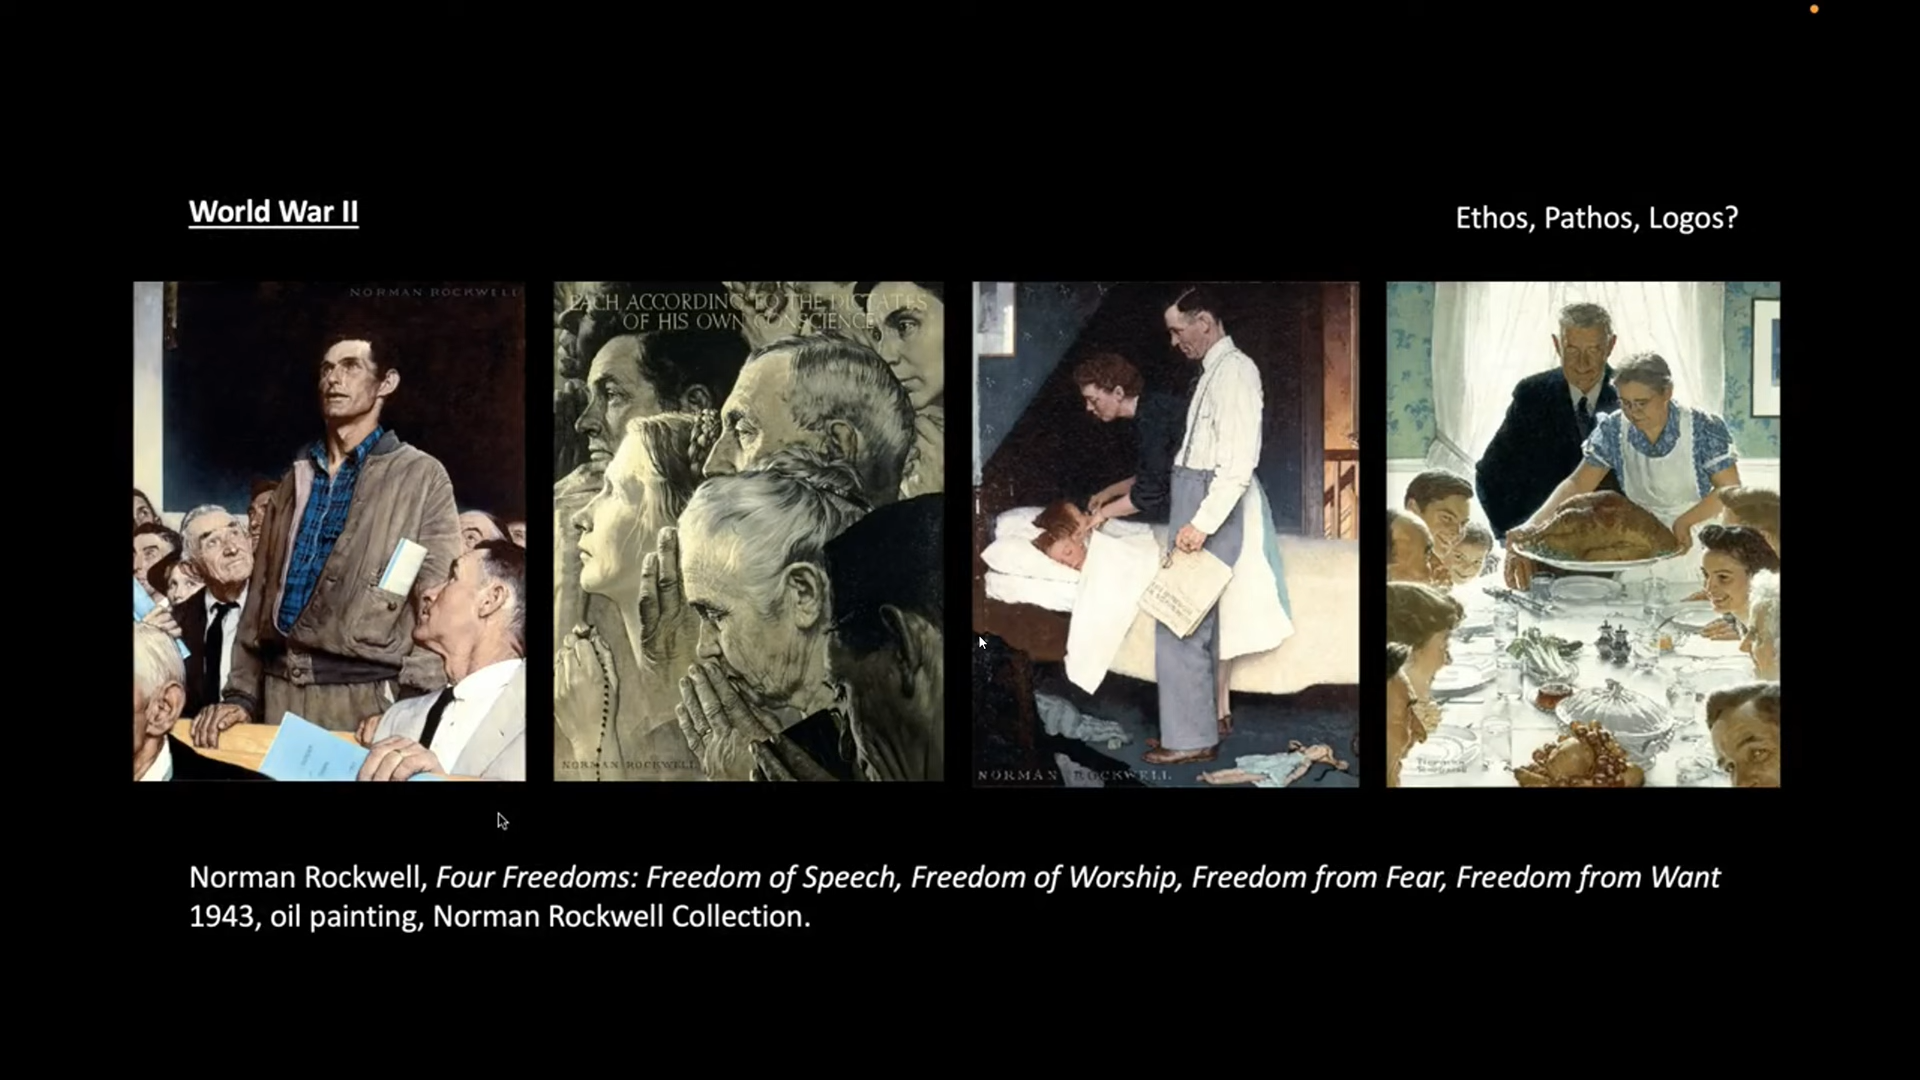 World War II
Ethos, Pathos, Logos?
NORMAN ROCKWELL
EACH ACCORDING TO THE DICTATES
OF HIS OWN CONSCIENCE
NORMAN ROCKWELL
NORMAN ROCKWELL
Norman Rockwell, Four Freedoms: Freedom of Speech, Freedom of Worship, Freedom from Fear, Freedom from Want
1943, oil painting, Norman Rockwell Collection.